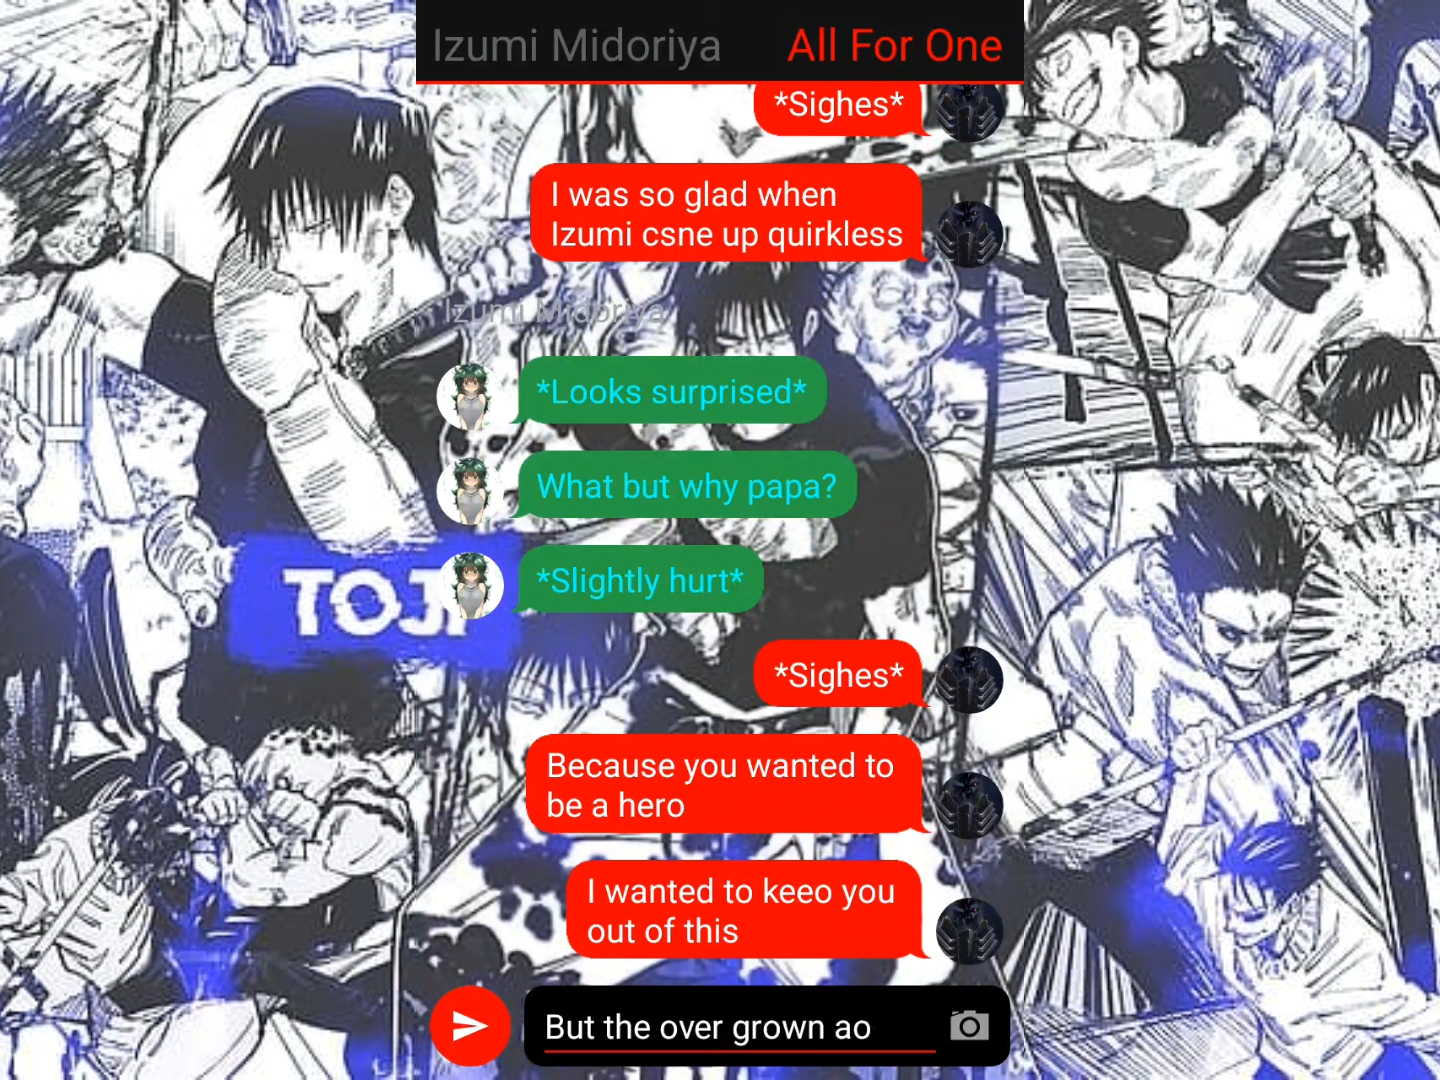 Izumi Midoriya
All For One
*Sighes*
I was so glad when
Izumi csne up quirkless
Izumi Midoriya
*Looks surprised*
What but why papa?
*Slightly hurt*
TOJI
*Sighes*
Because you wanted to
be a hero
I wanted to keeo you
out of this
But the over grown ao